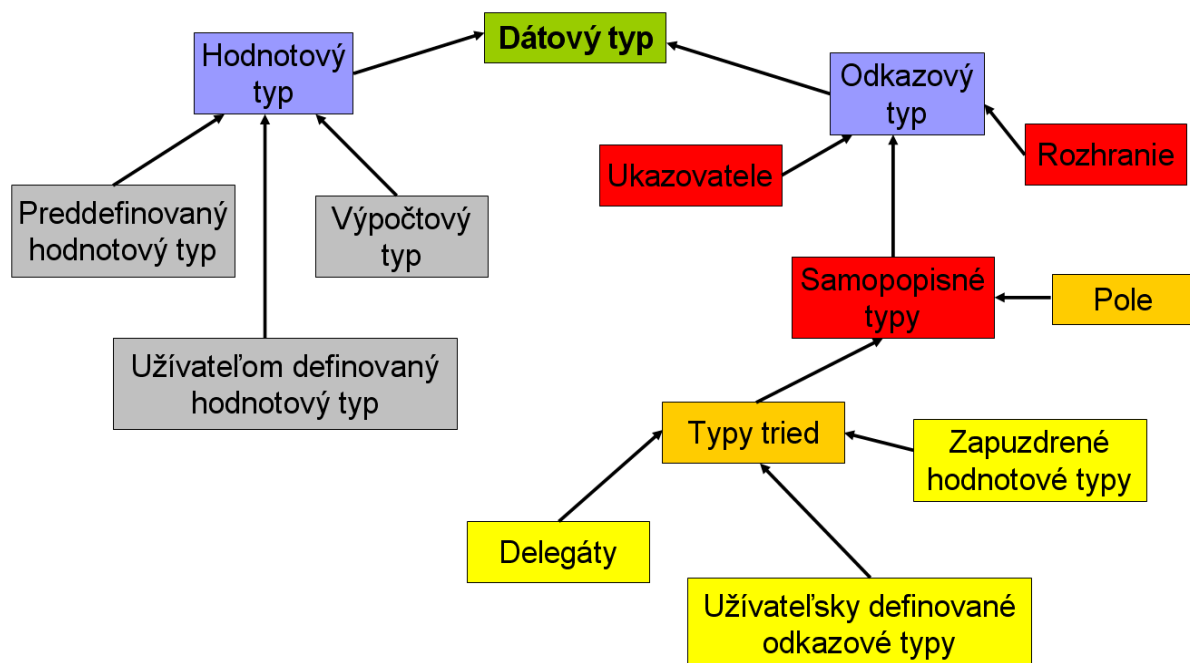 Dátový typ
Hodnotový
typ
Odkazový
typ
Ukazovatele
Rozhranie
Preddefinovaný
hodnotový typ
Výpočtový
typ
Samopopisné
typy
Pole
Užívateľom definovaný
hodnotový typ
Typy tried
Zapuzdrené
hodnotové typy
Delegáty
Užívateľsky definované
odkazové typy